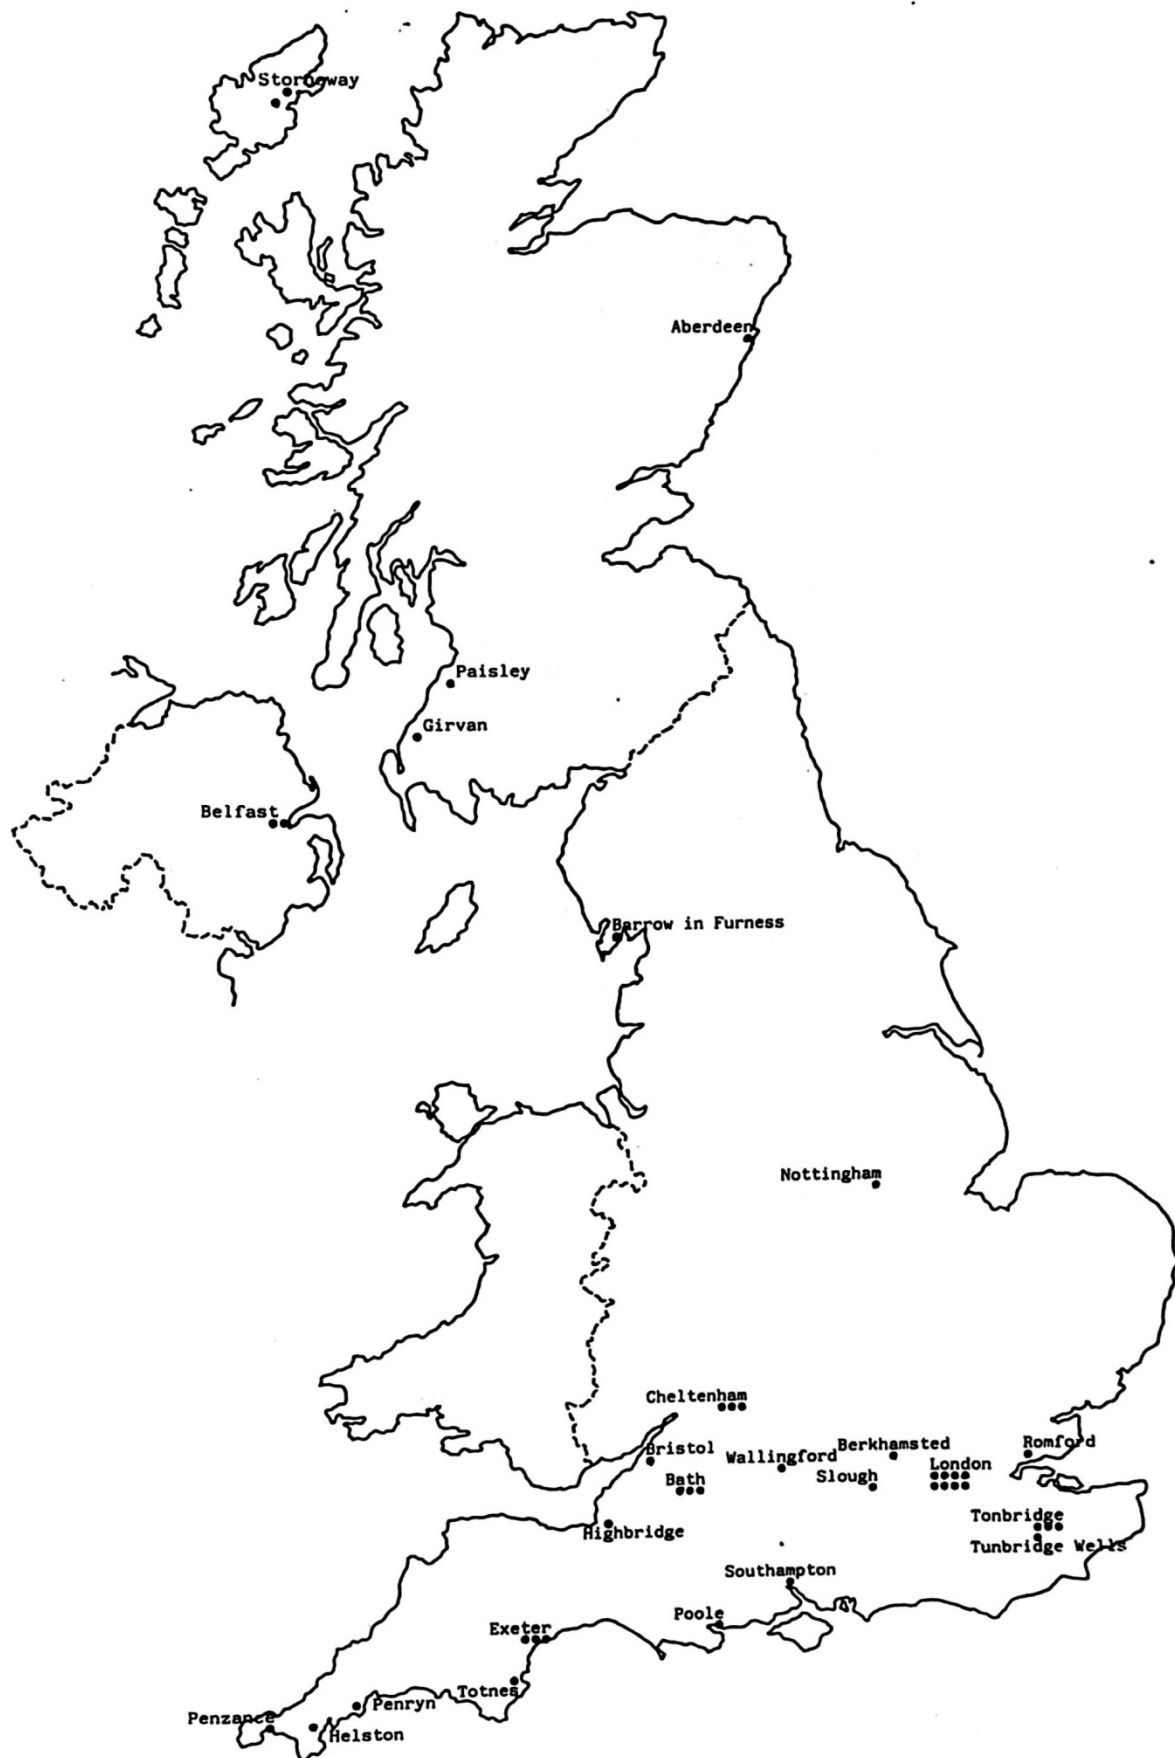 Stornoway
Aberdeen
Paisley
Girvan
Belfast
Barrow in Furness
Nottingham
Cheltenham
Bristol
Wallingford
Berkhamsted
Romford
Bath
Slough
London
Highbridge
Tonbridge
Tunbridge Wells
Southampton
Poole
Exeter
Totnes
Penryn
Penzance
Helston